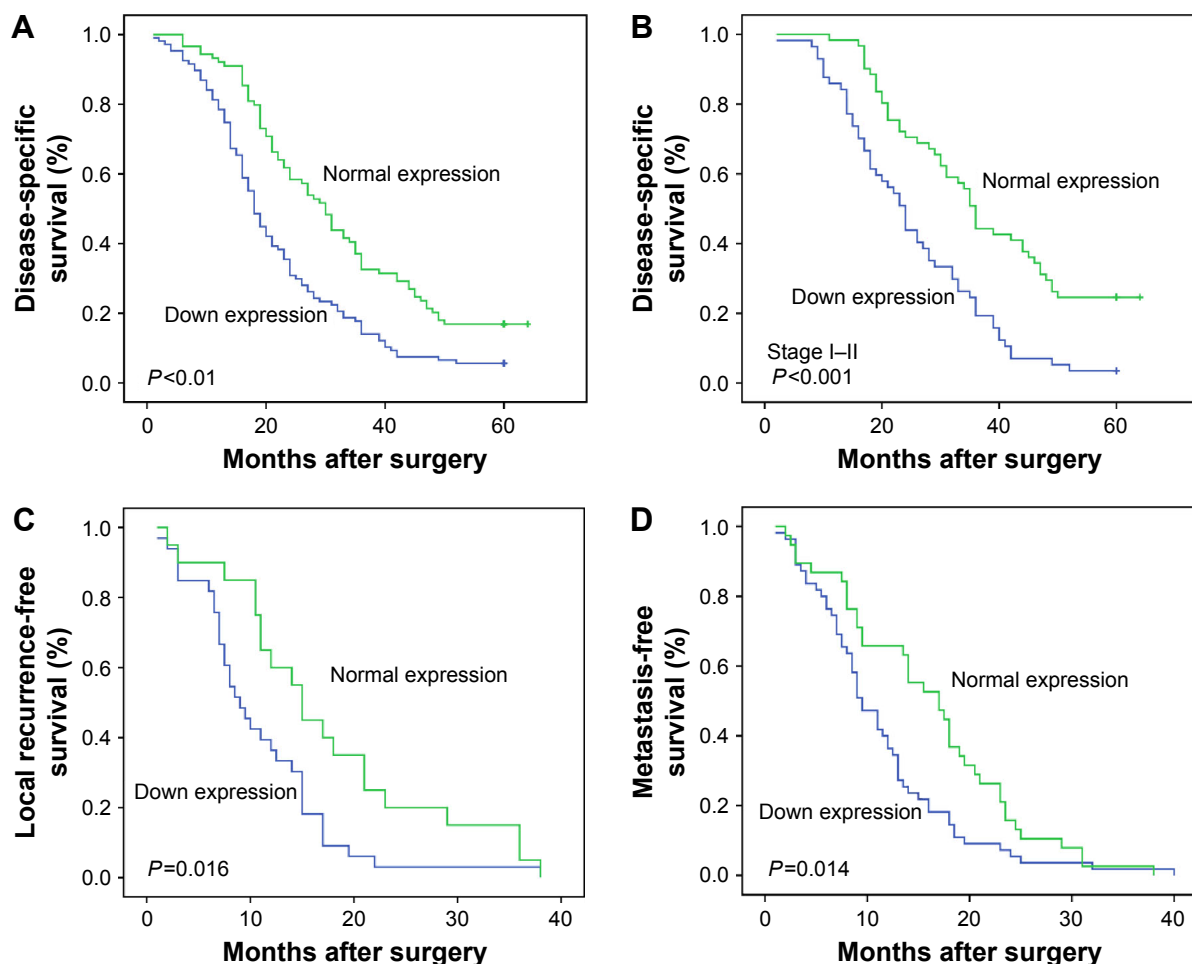 A
Disease-specific
survival (%)
1.0
0.8
0.6
0.4
0.2
0.0
Normal expression
Down expression
P<0.01
0 20 40 60
Months after surgery
B
Disease-specific
survival (%)
1.0
0.8
0.6
0.4
0.2
0.0
Normal expression
Down expression
Stage I–II
P<0.001
0 20 40 60
Months after surgery
C
Local recurrence-free
survival (%)
1.0
0.8
0.6
0.4
0.2
0.0
Normal expression
Down expression
P=0.016
0 10 20 30 40
Months after surgery
D
Metastasis-free
survival (%)
1.0
0.8
0.6
0.4
0.2
0.0
Normal expression
Down expression
P=0.014
0 10 20 30 40
Months after surgery